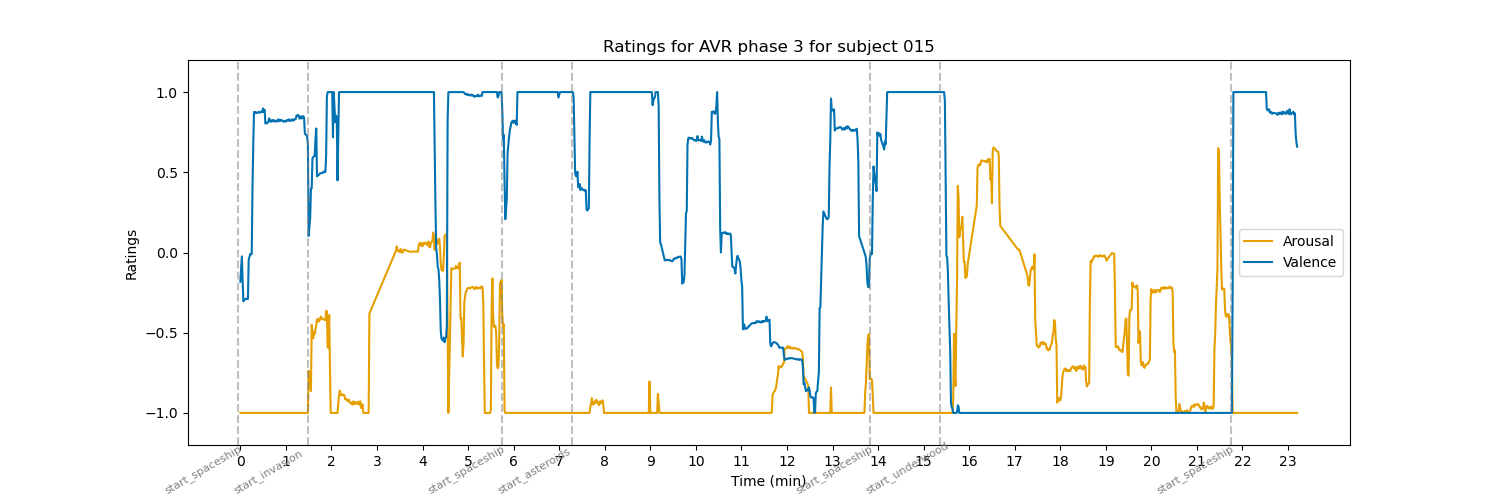 Ratings for AVR phase 3 for subject 015
Ratings
1.0
0.5
0.0
−0.5
−1.0
Arousal
Valence
0 1 2 3 4 5 6 7 8 9 10 11 12 13 14 15 16 17 18 19 20 21 22 23
start_spaceship start_invasion start_spaceship start_asteroids start_spaceship start_underwood start_spaceship
Time (min)